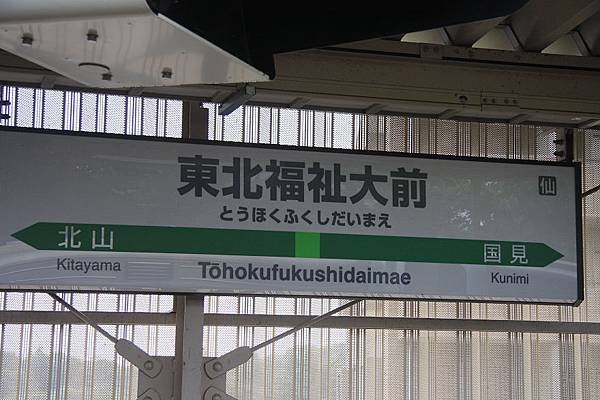 東北福祉大前
仙
とうほくふくしだいまえ
北山
国見
Kitayama
Tōhokufukushidaimae
Kunimi